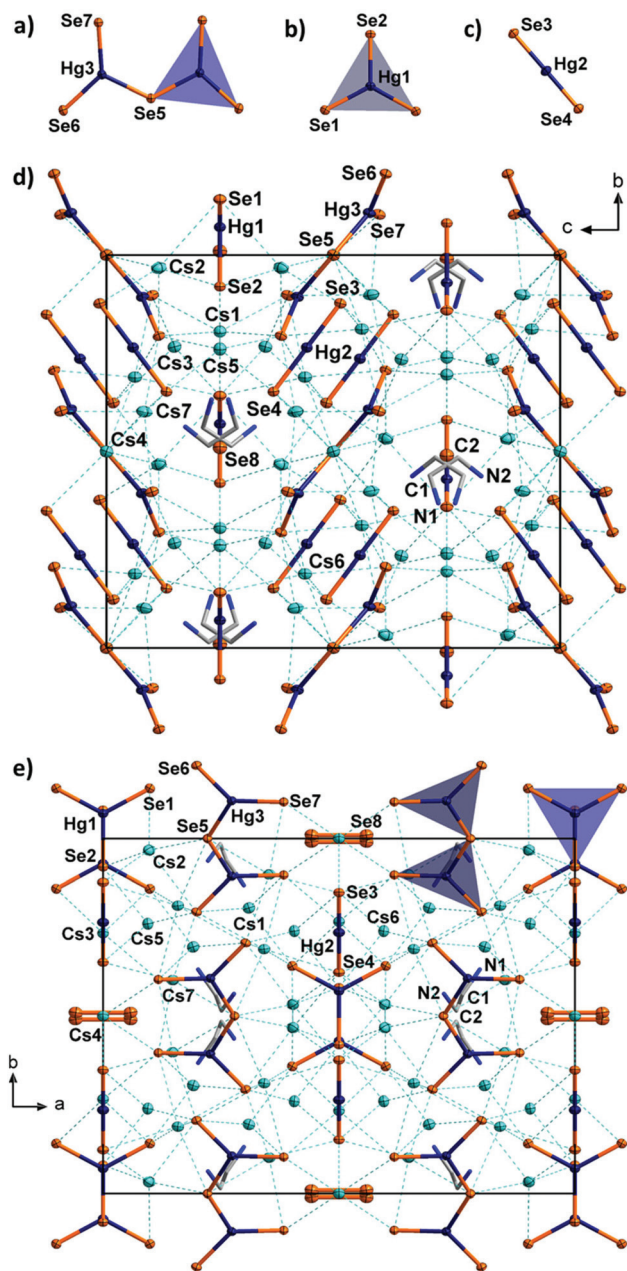 a)
Se7
Hg3
Se6
Se5
b)
Se2
Hg1
Se1
c)
Se3
Hg2
Se4
d)
Se1
Hg1
Cs2
Se2
Cs1
Cs3
Cs5
Cs7
Cs4
Se4
Se8
Se6
Hg3
Se5
Se7
Se3
Hg2
Cs6
b
c
C2
N2
C1
N1
e)
Se6
Se1
Hg3
Se7
Hg1
Se5
Se8
Se2
Cs2
Se3
Cs1
Cs6
Cs3
Cs5
Hg2
Se4
N1
Cs7
N2
C1
C2
Cs4
b
a